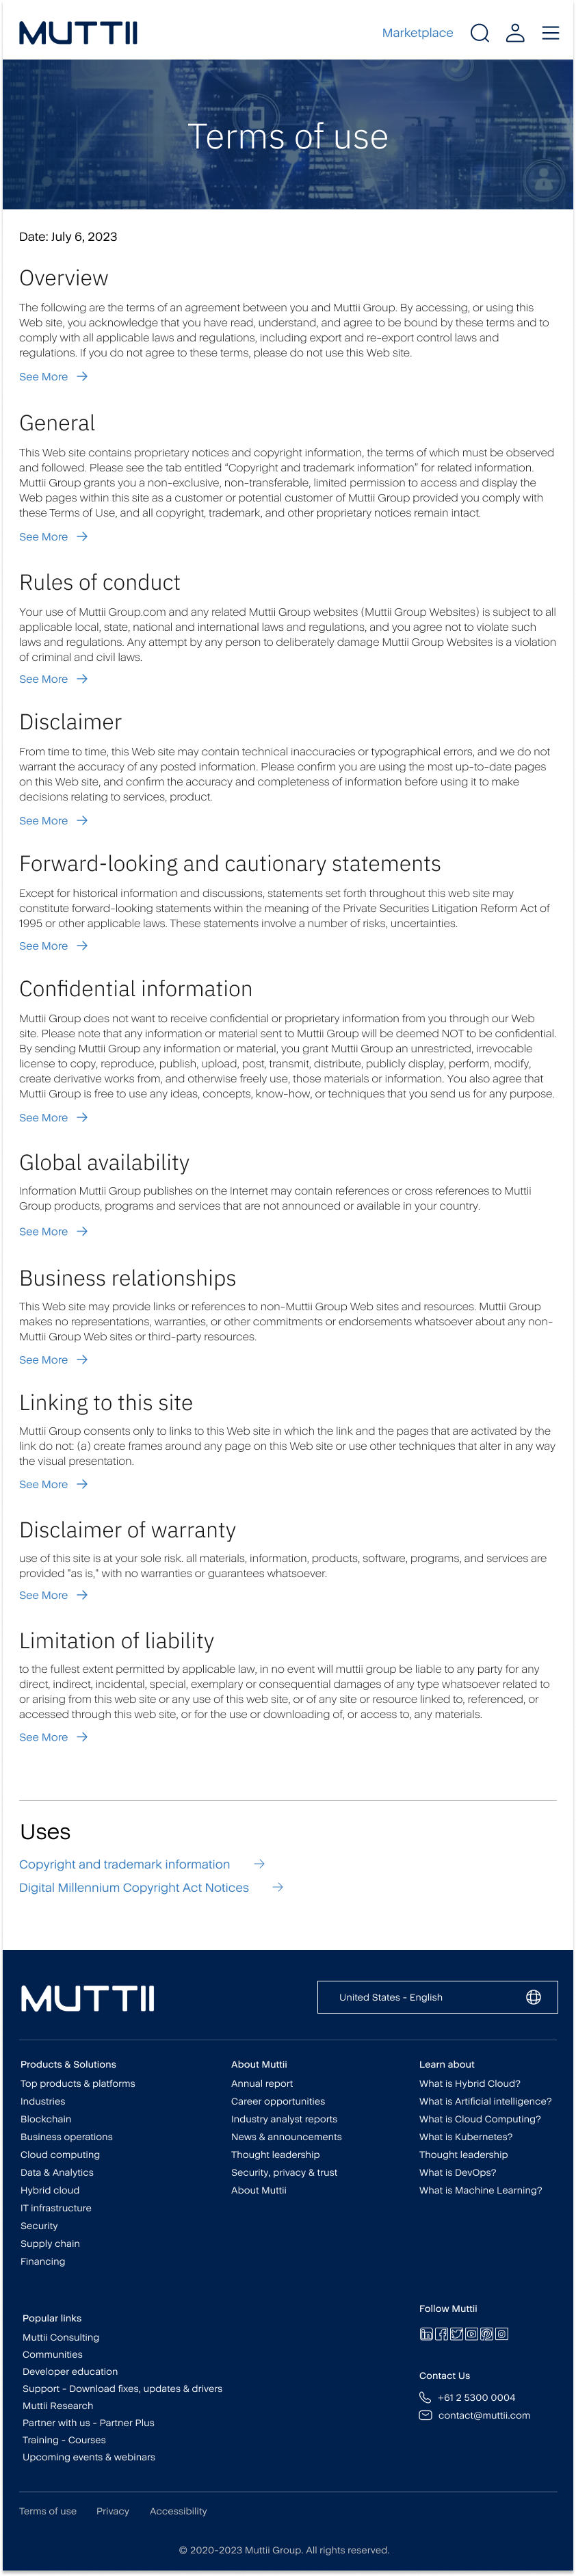 MUTTII
Marketplace
Terms of use
Date: July 6, 2023
Overview
The following are the terms of an agreement between you and Muttii Group. By accessing, or using this
Web site, you acknowledge that you have read, understand, and agree to be bound by these terms and to
comply with all applicable laws and regulations, including export and re-export control laws and
regulations. If you do not agree to these terms, please do not use this Web site.
See More
General
This Web site contains proprietary notices and copyright information, the terms of which must be observed
and followed. Please see the tab entitled “Copyright and trademark information” for related information.
Muttii Group grants you a non-exclusive, non-transferable, limited permission to access and display the
Web pages within this site as a customer or potential customer of Muttii Group provided you comply with
these Terms of Use, and all copyright, trademark, and other proprietary notices remain intact.
See More
Rules of conduct
Your use of Muttii Group.com and any related Muttii Group websites (Muttii Group Websites) is subject to all
applicable local, state, national and international laws and regulations, and you agree not to violate such
laws and regulations. Any attempt by any person to deliberately damage Muttii Group Websites is a violation
of criminal and civil laws.
See More
Disclaimer
From time to time, this Web site may contain technical inaccuracies or typographical errors, and we do not
warrant the accuracy of any posted information. Please confirm you are using the most up-to-date pages
on this Web site, and confirm the accuracy and completeness of information before using it to make
decisions relating to services, product.
See More
Forward-looking and cautionary statements
Except for historical information and discussions, statements set forth throughout this web site may
constitute forward-looking statements within the meaning of the Private Securities Litigation Reform Act of
1995 or other applicable laws. These statements involve a number of risks, uncertainties.
See More
Confidential information
Muttii Group does not want to receive confidential or proprietary information from you through our Web
site. Please note that any information or material sent to Muttii Group will be deemed NOT to be confidential.
By sending Muttii Group any information or material, you grant Muttii Group an unrestricted, irrevocable
license to copy, reproduce, publish, upload, post, transmit, distribute, publicly display, perform, modify,
create derivative works from, and otherwise freely use, those materials or information. You also agree that
Muttii Group is free to use any ideas, concepts, know-how, or techniques that you send us for any purpose.
See More
Global availability
Information Muttii Group publishes on the Internet may contain references or cross references to Muttii
Group products, programs and services that are not announced or available in your country.
See More
Business relationships
This Web site may provide links or references to non-Muttii Group Web sites and resources. Muttii Group
makes no representations, warranties, or other commitments or endorsements whatsoever about any non-
Muttii Group Web sites or third-party resources.
See More
Linking to this site
Muttii Group consents only to links to this Web site in which the link and the pages that are activated by the
link do not: (a) create frames around any page on this Web site or use other techniques that alter in any way
the visual presentation.
See More
Disclaimer of warranty
use of this site is at your sole risk. all materials, information, products, software, programs, and services are
provided "as is," with no warranties or guarantees whatsoever.
See More
Limitation of liability
to the fullest extent permitted by applicable law, in no event will muttii group be liable to any party for any
direct, indirect, incidental, special, exemplary or consequential damages of any type whatsoever related to
or arising from this web site or any use of this web site, or of any site or resource linked to, referenced, or
accessed through this web site, or for the use or downloading of, or access to, any materials.
See More
Uses
Copyright and trademark information
Digital Millennium Copyright Act Notices
MUTTII
United States - English
Products & Solutions
Top products & platforms
Industries
Blockchain
Business operations
Cloud computing
Data & Analytics
Hybrid cloud
IT infrastructure
Security
Supply chain
Financing
About Muttii
Annual report
Career opportunities
Industry analyst reports
News & announcements
Thought leadership
Security, privacy & trust
About Muttii
Learn about
What is Hybrid Cloud?
What is Artificial intelligence?
What is Cloud Computing?
What is Kubernetes?
Thought leadership
What is DevOps?
What is Machine Learning?
Popular links
Muttii Consulting
Communities
Developer education
Support - Download fixes, updates & drivers
Muttii Research
Partner with us - Partner Plus
Training - Courses
Upcoming events & webinars
Follow Muttii
Contact Us
+61 2 5300 0004
contact@muttii.com
Terms of use
Privacy
Accessibility
© 2020-2023 Muttii Group. All rights reserved.